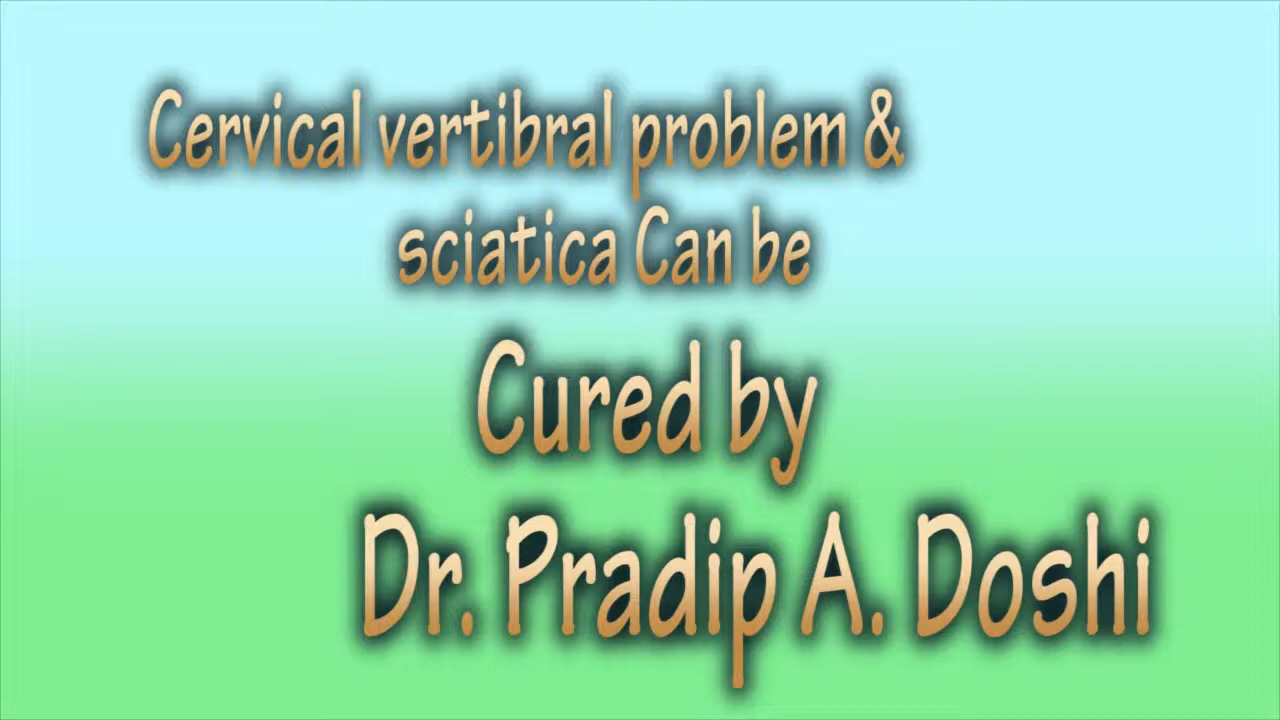 Cervical vertibral problem &
sciatica Can be
Cured by
Dr. Pradip A. Doshi